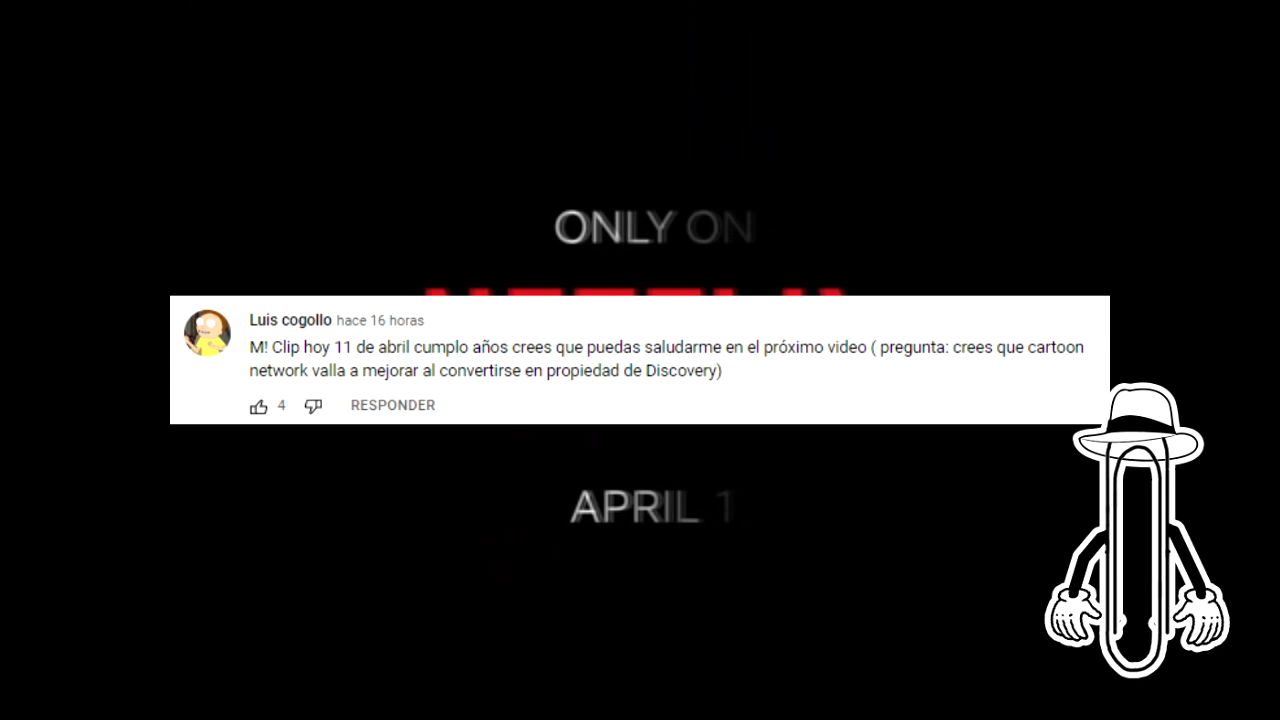 ONLY ON
Luis cogollo hace 16 horas
M! Clip hoy 11 de abril cumplo años crees que puedas saludarme en el próximo video ( pregunta: crees que cartoon
network valla a mejorar al convertirse en propiedad de Discovery)
4 RESPONDER
APRIL 1